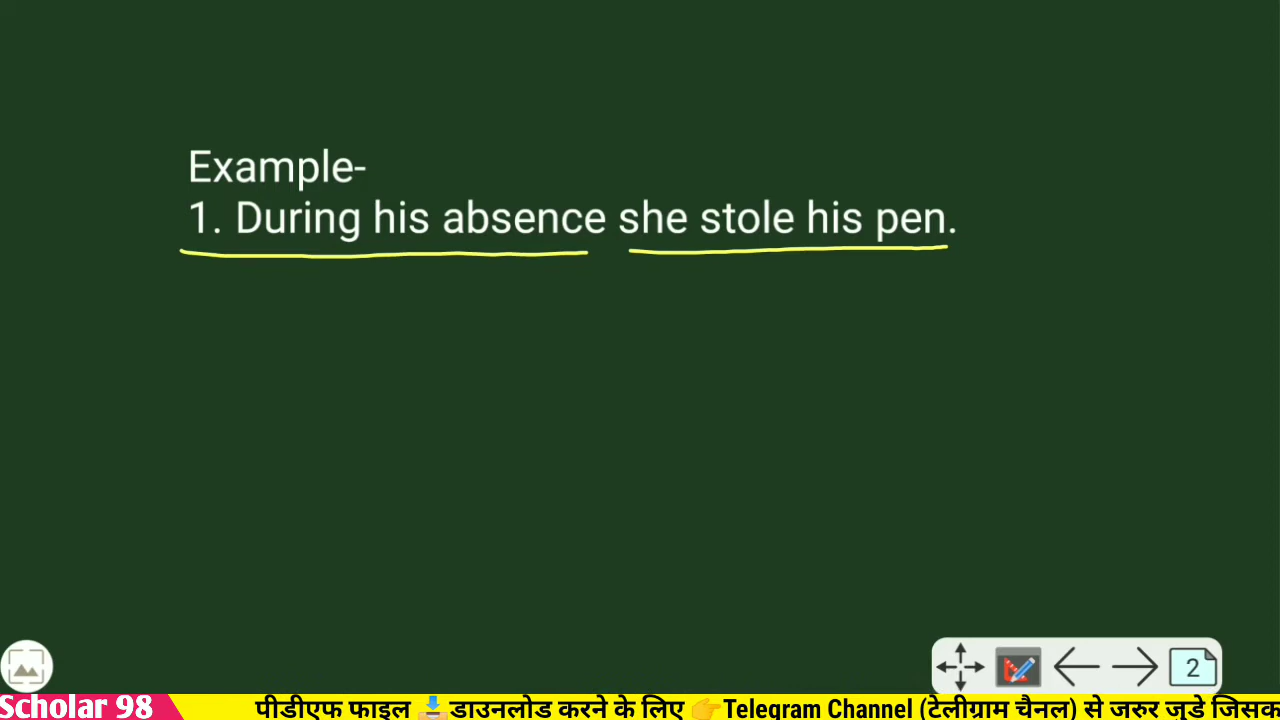 Example-
1. During his absence she stole his pen.
2
Scholar 98
पीडीएफ फाइल 📥डाउनलोड करने के लिए 👉Telegram Channel (टेलीग्राम चैनल) से जरुर जुडे जिसक